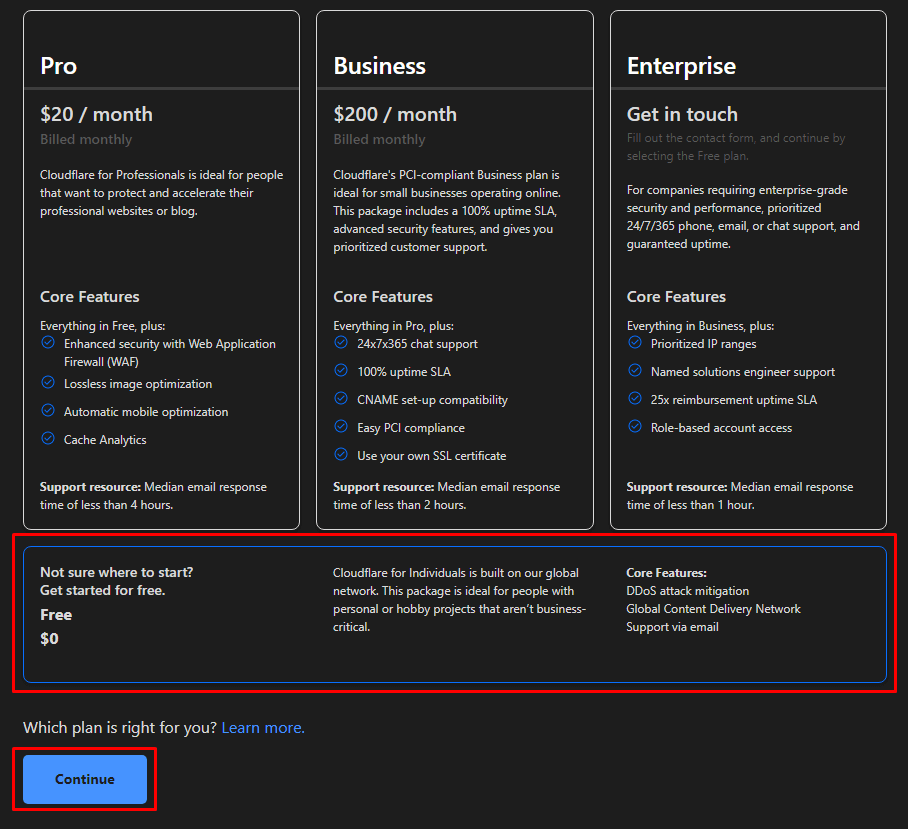 Pro
$20 / month
Billed monthly
Cloudflare for Professionals is ideal for people
that want to protect and accelerate their
professional websites or blog.
Core Features
Everything in Free, plus:
Enhanced security with Web Application
Firewall (WAF)
Lossless image optimization
Automatic mobile optimization
Cache Analytics
Support resource: Median email response
time of less than 4 hours.
Business
$200 / month
Billed monthly
Cloudflare's PCI-compliant Business plan is
ideal for small businesses operating online.
This package includes a 100% uptime SLA,
advanced security features, and gives you
prioritized customer support.
Core Features
Everything in Pro, plus:
24x7x365 chat support
100% uptime SLA
CNAME set-up compatibility
Easy PCI compliance
Use your own SSL certificate
Support resource: Median email response
time of less than 2 hours.
Enterprise
Get in touch
Fill out the contact form, and continue by
selecting the Free plan.
For companies requiring enterprise-grade
security and performance, prioritized
24/7/365 phone, email, or chat support, and
guaranteed uptime.
Core Features
Everything in Business, plus:
Prioritized IP ranges
Named solutions engineer support
25x reimbursement uptime SLA
Role-based account access
Support resource: Median email response
time of less than 1 hour.
Not sure where to start?
Get started for free.
Free
$0
Cloudflare for Individuals is built on our global
network. This package is ideal for people with
personal or hobby projects that aren’t business-
critical.
Core Features:
DDoS attack mitigation
Global Content Delivery Network
Support via email
Which plan is right for you? Learn more.
Continue